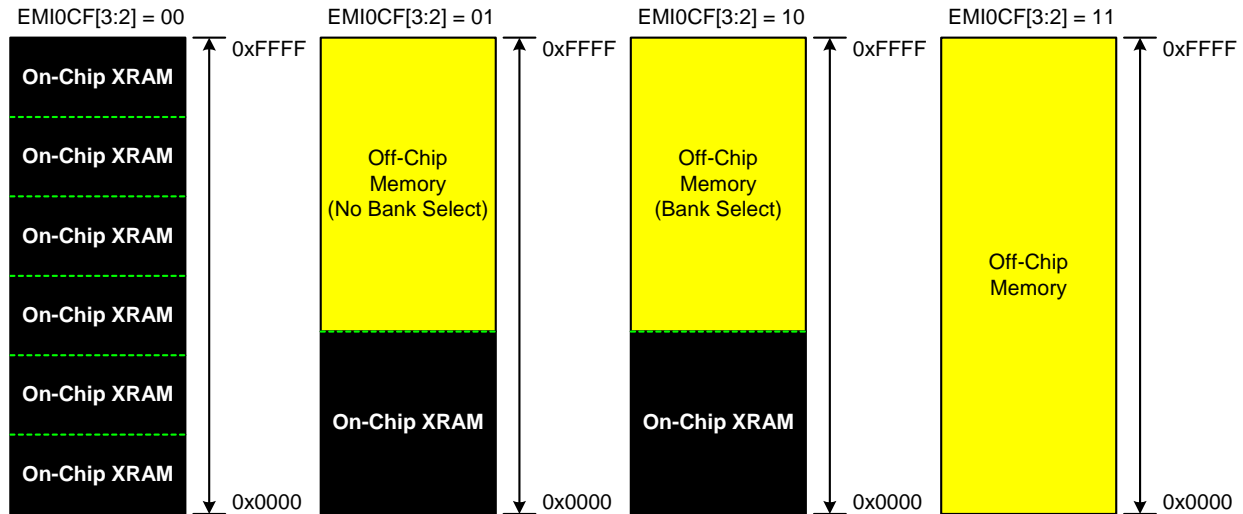 EMI0CF[3:2] = 00
On-Chip XRAM
On-Chip XRAM
On-Chip XRAM
On-Chip XRAM
On-Chip XRAM
On-Chip XRAM
0xFFFF
0x0000
EMI0CF[3:2] = 01
Off-Chip
Memory
(No Bank Select)
On-Chip XRAM
0xFFFF
0x0000
EMI0CF[3:2] = 10
Off-Chip
Memory
(Bank Select)
On-Chip XRAM
0xFFFF
0x0000
EMI0CF[3:2] = 11
Off-Chip
Memory
0xFFFF
0x0000